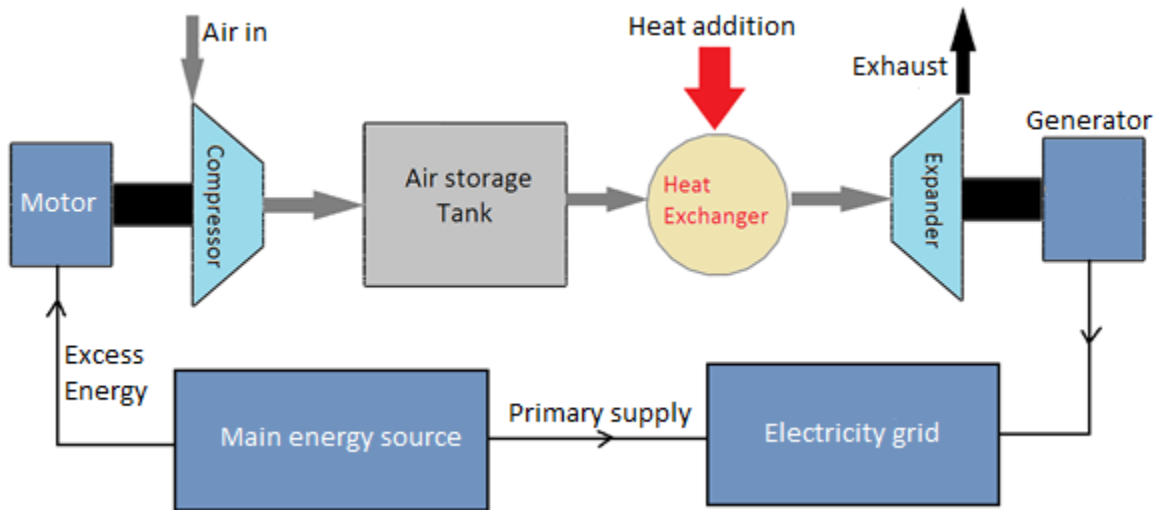 Air in
Heat addition
Exhaust
Generator
Motor
Compressor
Air storage
Tank
Heat
Exchanger
Expander
Excess
Energy
Main energy source
Primary supply
Electricity grid